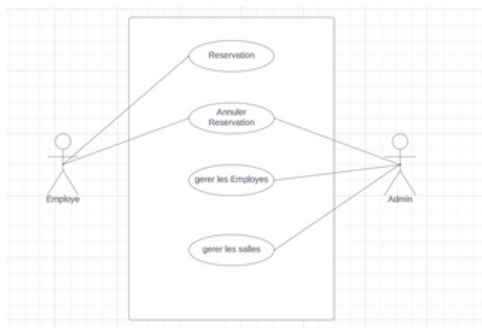 Reservation
Annuler
Reservation
gerer les Employes
Employe
Admin
gerer les salles